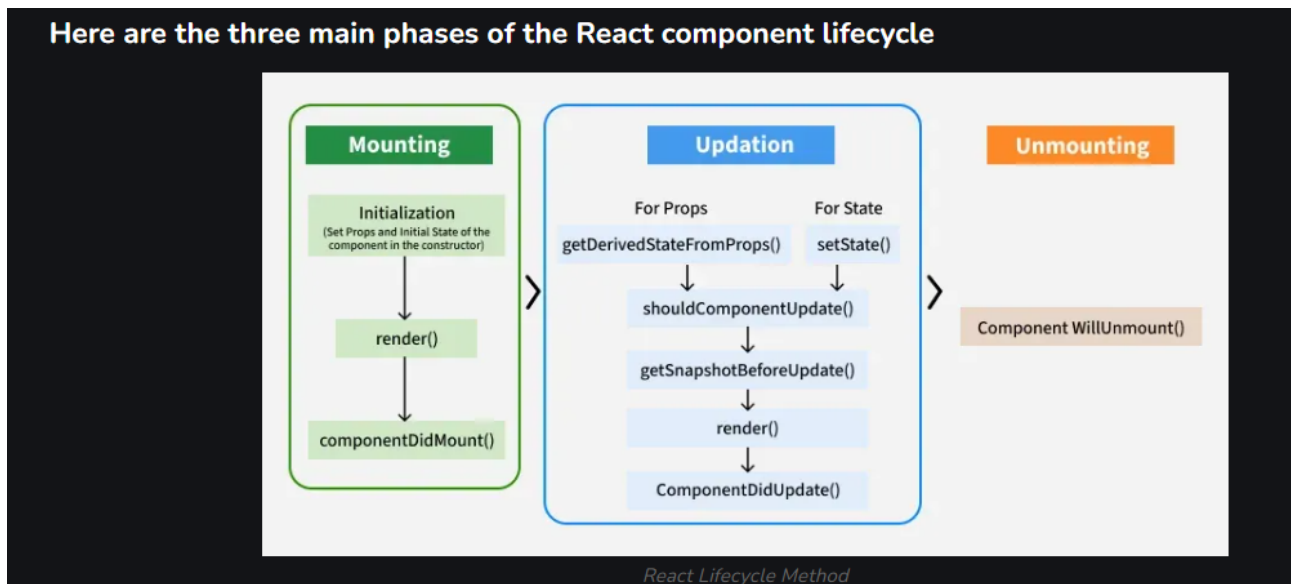 Here are the three main phases of the React component lifecycle
Mounting
Initialization
(Set Props and Initial State of the
component in the constructor)
render()
componentDidMount()
Updation
For Props
For State
getDerivedStateFromProps()
setState()
shouldComponentUpdate()
getSnapshotBeforeUpdate()
render()
ComponentDidUpdate()
Unmounting
Component WillUnmount()
React Lifecycle Method